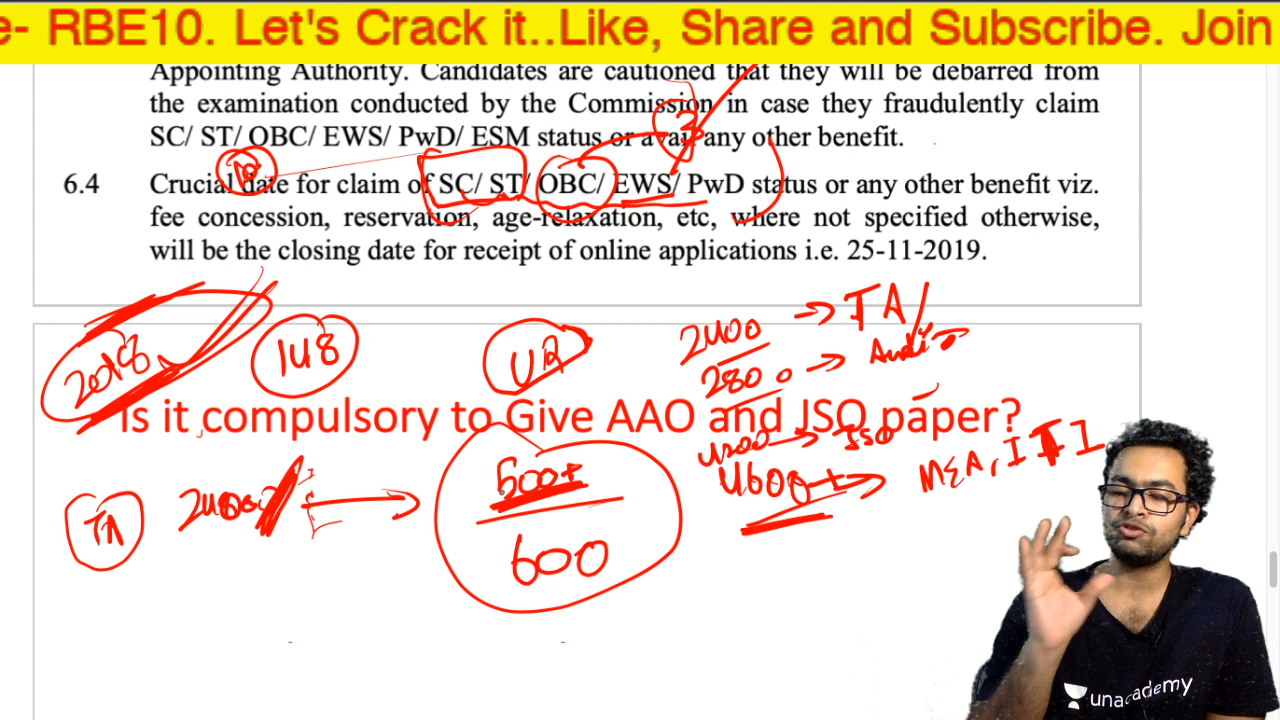 e- RBE10. Let's Crack it..Like, Share and Subscribe. Join
Appointing Authority. Candidates are cautioned that they will be debarred from
the examination conducted by the Commission in case they fraudulently claim
SC/ ST/ OBC/ EWS/ PwD/ ESM status or avail any other benefit.
3
10
6.4 Crucial date for claim of SC/ ST/ OBC/ EWS/ PwD status or any other benefit viz.
fee concession, reservation, age-relaxation, etc, where not specified otherwise,
will be the closing date for receipt of online applications i.e. 25-11-2019.
2018 148 UR 2400 → TA/
2800 → Auditor
Is it compulsory to Give AAO and JSO paper?
4200 → JSO
4600+ → MEA, III
TA 2400 → 500+
600
unacademy